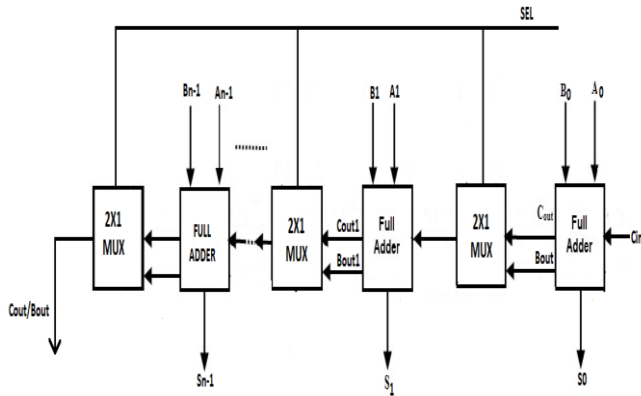 SEL
Bn-1 An-1
B1 A1
B0 A0
2X1 MUX
FULL ADDER
2X1 MUX
Cout1
Bout1
Full Adder
2X1 MUX
Cout
Bout
Full Adder
Cin
Cout/Bout
Sn-1
S1
S0